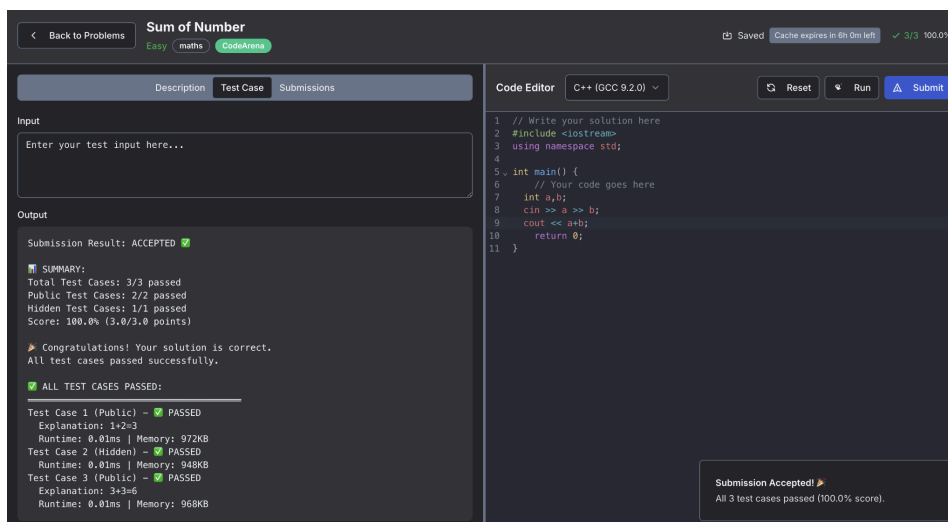 Back to Problems
Sum of Number
Easy maths CodeArena
Saved Cache expires in 6h 0m left 3/3 100.0%
Description Test Case Submissions
Input
Enter your test input here...
Output
Submission Result: ACCEPTED ✅
📊 SUMMARY:
Total Test Cases: 3/3 passed
Public Test Cases: 2/2 passed
Hidden Test Cases: 1/1 passed
Score: 100.0% (3.0/3.0 points)
🎉 Congratulations! Your solution is correct.
All test cases passed successfully.
✅ ALL TEST CASES PASSED:
Test Case 1 (Public) – ✅ PASSED
Explanation: 1+2=3
Runtime: 0.01ms | Memory: 972KB
Test Case 2 (Hidden) – ✅ PASSED
Runtime: 0.01ms | Memory: 948KB
Test Case 3 (Public) – ✅ PASSED
Explanation: 3+3=6
Runtime: 0.01ms | Memory: 968KB
Code Editor C++ (GCC 9.2.0) Reset Run Submit
1 // Write your solution here
2 #include <iostream>
3 using namespace std;
4
5 int main() {
6 // Your code goes here
7 int a,b;
8 cin >> a >> b;
9 cout << a+b;
10 return 0;
11 }
Submission Accepted! 🎉
All 3 test cases passed (100.0% score).